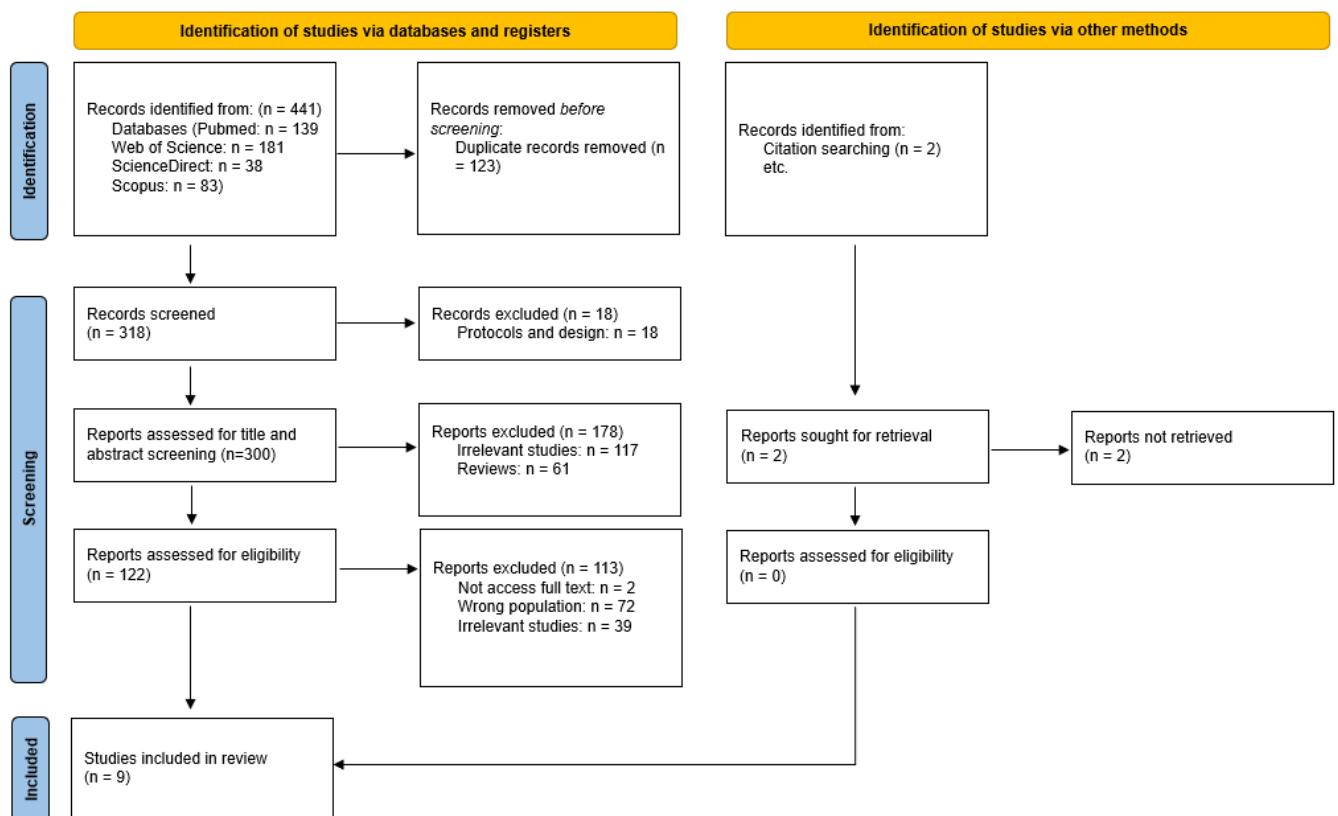 Identification of studies via databases and registers
Identification of studies via other methods
Identification
Records identified from: (n = 441)
Databases (Pubmed: n = 139
Web of Science: n = 181
ScienceDirect: n = 38
Scopus: n = 83)
Records removed before
screening:
Duplicate records removed (n
= 123)
Records identified from:
Citation searching (n = 2)
etc.
Screening
Records screened
(n = 318)
Records excluded (n = 18)
Protocols and design: n = 18
Reports assessed for title and
abstract screening (n=300)
Reports excluded (n = 178)
Irrelevant studies: n = 117
Reviews: n = 61
Reports sought for retrieval
(n = 2)
Reports not retrieved
(n = 2)
Reports assessed for eligibility
(n = 122)
Reports excluded (n = 113)
Not access full text: n = 2
Wrong population: n = 72
Irrelevant studies: n = 39
Reports assessed for eligibility
(n = 0)
Included
Studies included in review
(n = 9)